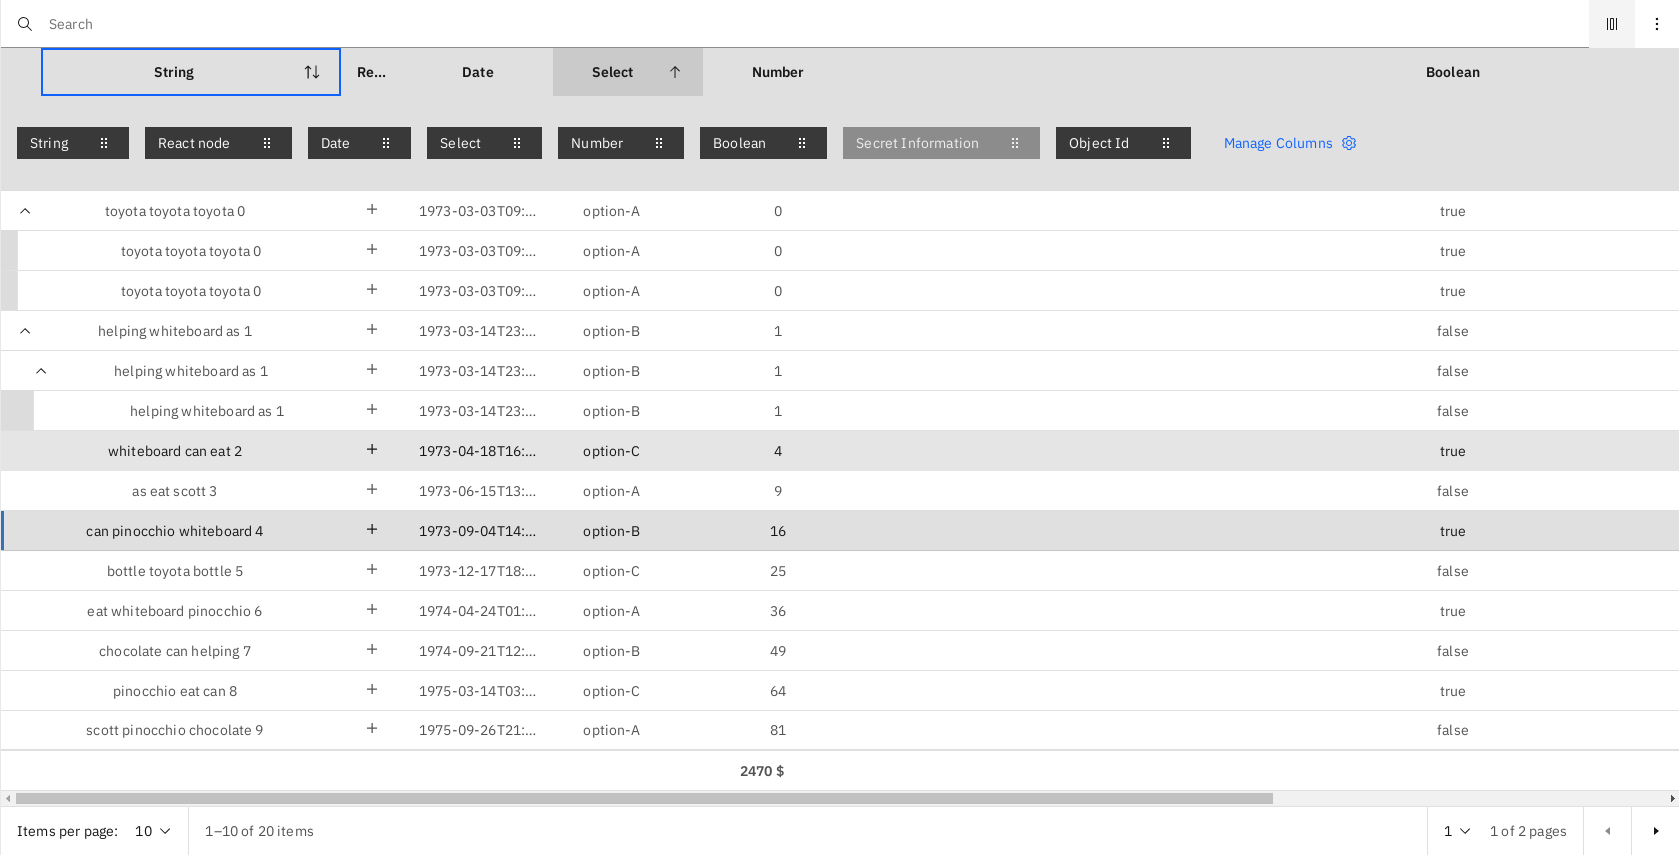 Search
String Re... Date Select Number Boolean
String React node Date Select Number Boolean Secret Information Object Id Manage Columns
toyota toyota toyota 0 1973-03-03T09:... option-A 0 true
toyota toyota toyota 0 1973-03-03T09:... option-A 0 true
toyota toyota toyota 0 1973-03-03T09:... option-A 0 true
helping whiteboard as 1 1973-03-14T23:... option-B 1 false
helping whiteboard as 1 1973-03-14T23:... option-B 1 false
helping whiteboard as 1 1973-03-14T23:... option-B 1 false
whiteboard can eat 2 1973-04-18T16:... option-C 4 true
as eat scott 3 1973-06-15T13:... option-A 9 false
can pinocchio whiteboard 4 1973-09-04T14:... option-B 16 true
bottle toyota bottle 5 1973-12-17T18:... option-C 25 false
eat whiteboard pinocchio 6 1974-04-24T01:... option-A 36 true
chocolate can helping 7 1974-09-21T12:... option-B 49 false
pinocchio eat can 8 1975-03-14T03:... option-C 64 true
scott pinocchio chocolate 9 1975-09-26T21:... option-A 81 false
2470 $
Items per page: 10 1–10 of 20 items 1 1 of 2 pages